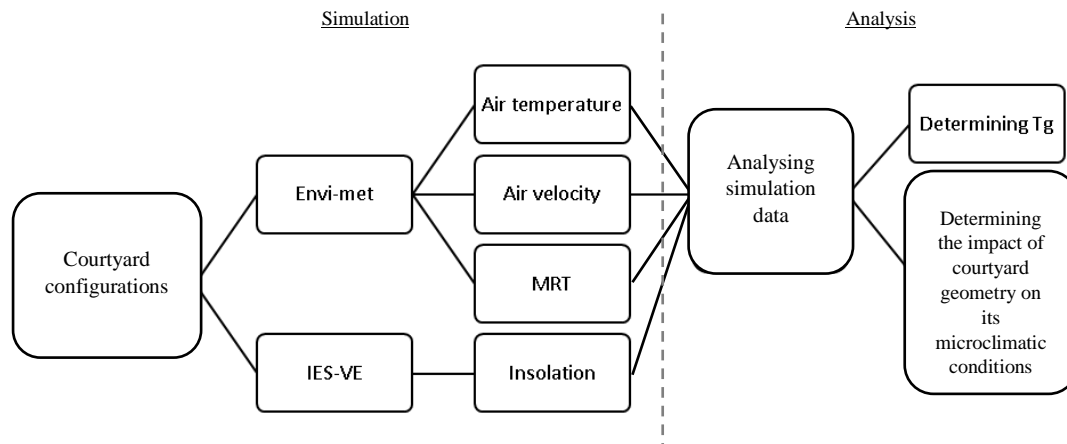 Simulation
Analysis
Courtyard
configurations
Envi-met
IES-VE
Air temperature
Air velocity
MRT
Insolation
Analysing
simulation
data
Determining Tg
Determining
the impact of
courtyard
geometry on
its
microclimatic
conditions